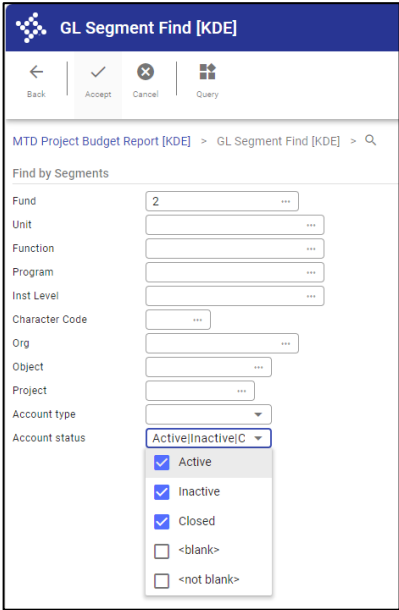 GL Segment Find [KDE]
Back Accept Cancel Query
MTD Project Budget Report [KDE] > GL Segment Find [KDE] >
Find by Segments
Fund 2 ...
Unit ...
Function ...
Program ...
Inst Level ...
Character Code ...
Org ...
Object ...
Project ...
Account type
Account status Active|Inactive|C
Active
Inactive
Closed
<blank>
<not blank>